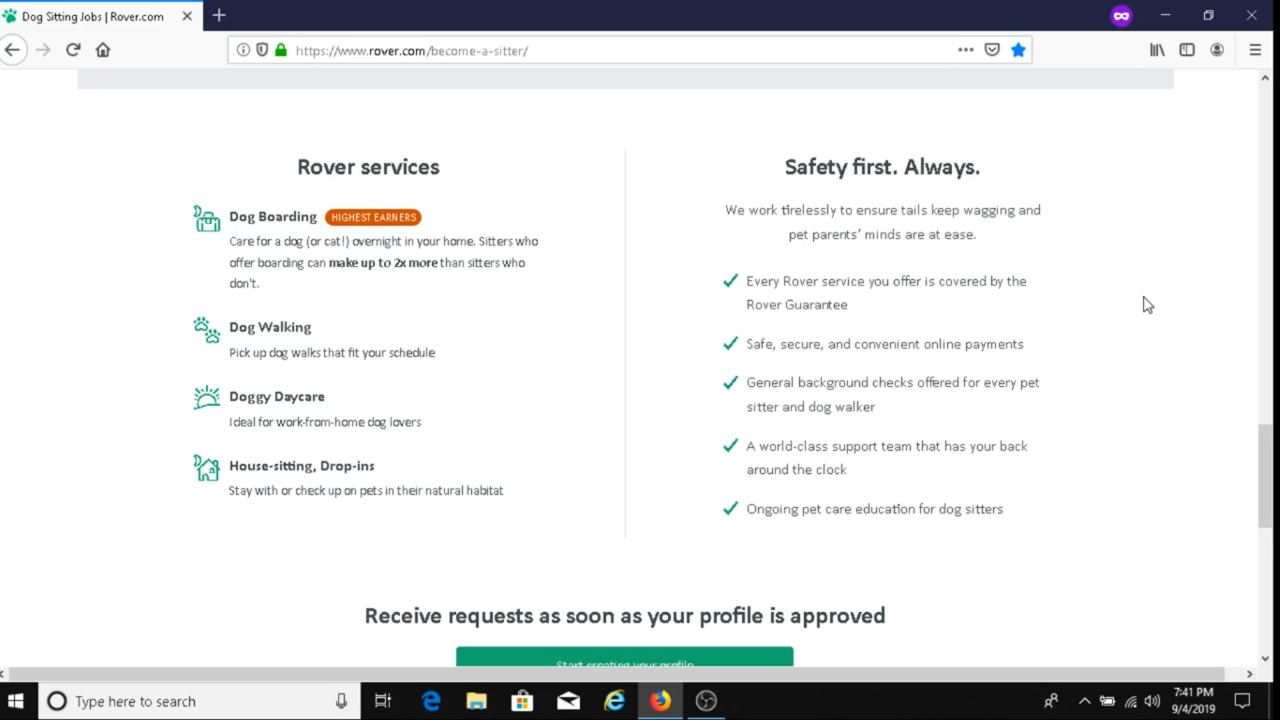 Dog Sitting Jobs | Rover.com
https://www.rover.com/become-a-sitter/
Rover services
Dog Boarding HIGHEST EARNERS
Care for a dog (or cat!) overnight in your home. Sitters who
offer boarding can make up to 2x more than sitters who
don't.
Dog Walking
Pick up dog walks that fit your schedule
Doggy Daycare
Ideal for work-from-home dog lovers
House-sitting, Drop-ins
Stay with or check up on pets in their natural habitat
Safety first. Always.
We work tirelessly to ensure tails keep wagging and
pet parents' minds are at ease.
Every Rover service you offer is covered by the
Rover Guarantee
Safe, secure, and convenient online payments
General background checks offered for every pet
sitter and dog walker
A world-class support team that has your back
around the clock
Ongoing pet care education for dog sitters
Receive requests as soon as your profile is approved
Start creating your profile
Type here to search
7:41 PM
9/4/2019